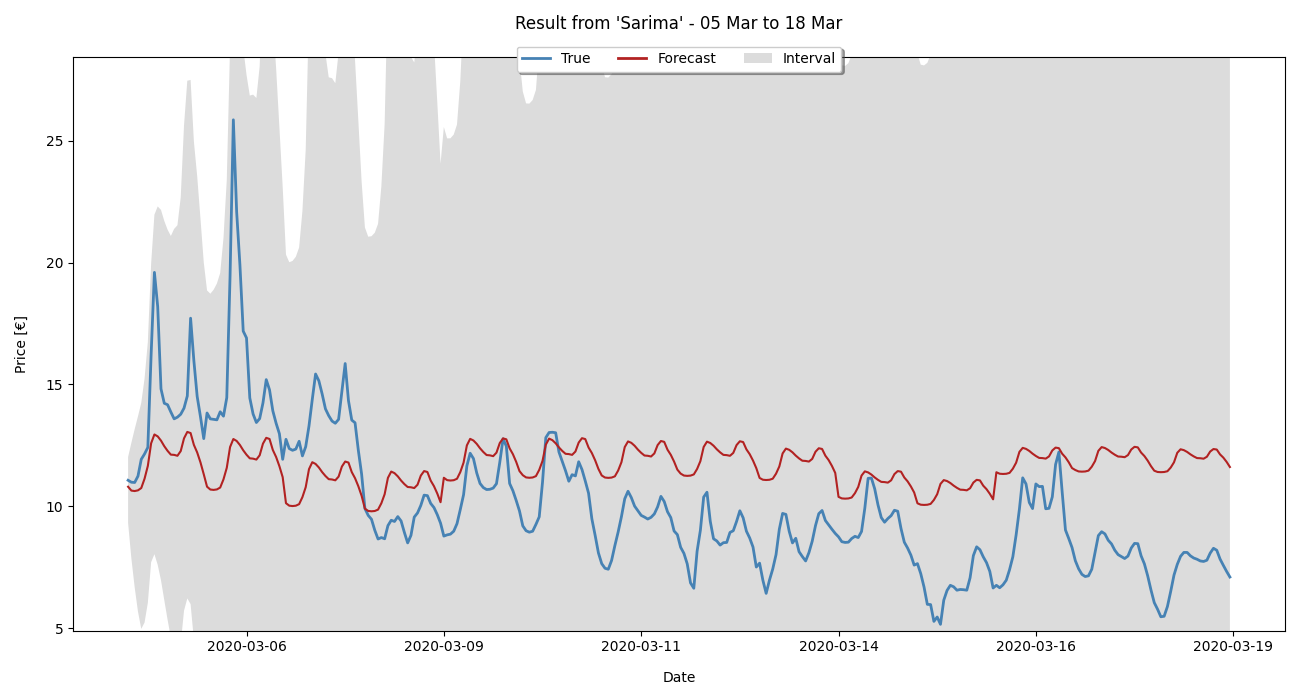 Result from 'Sarima' - 05 Mar to 18 Mar
True Forecast Interval
25
20
15
10
5
Price [€]
2020-03-06 2020-03-09 2020-03-11 2020-03-14 2020-03-16 2020-03-19
Date